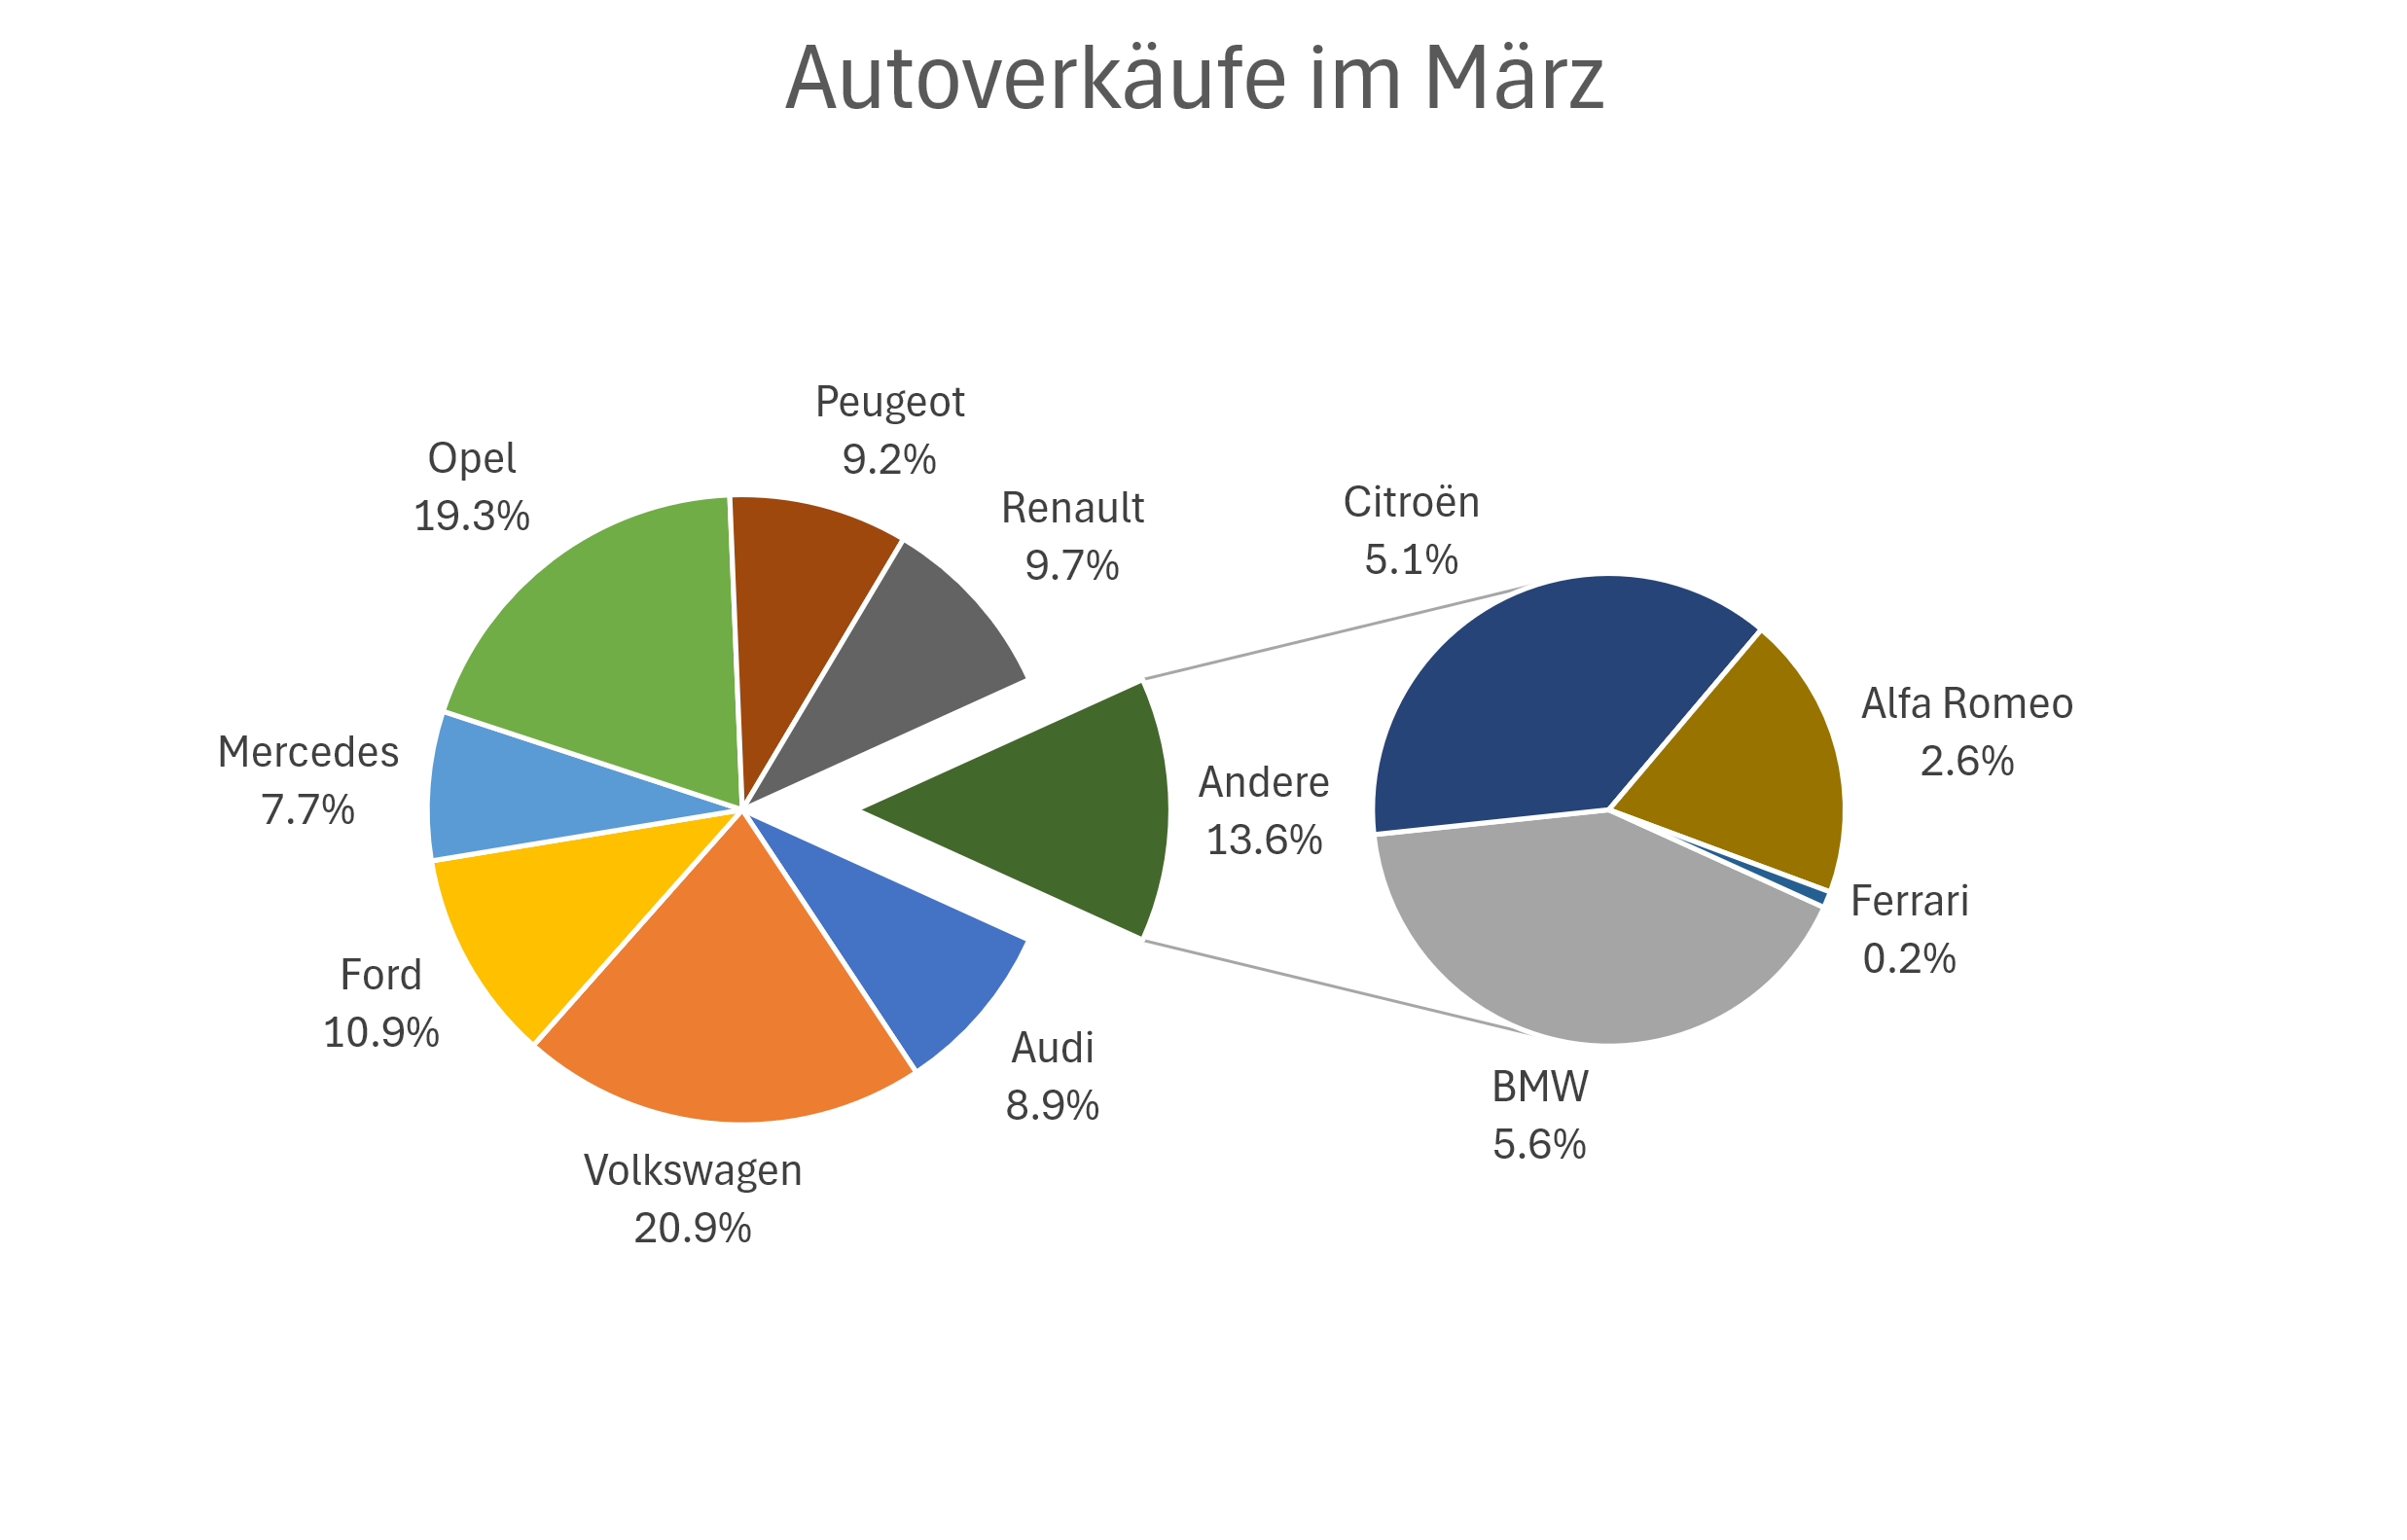 Autoverkäufe im März
Peugeot
9.2%
Opel
19.3%
Renault
9.7%
Citroën
5.1%
Alfa Romeo
2.6%
Mercedes
7.7%
Andere
13.6%
Ferrari
0.2%
Ford
10.9%
Audi
8.9%
BMW
5.6%
Volkswagen
20.9%